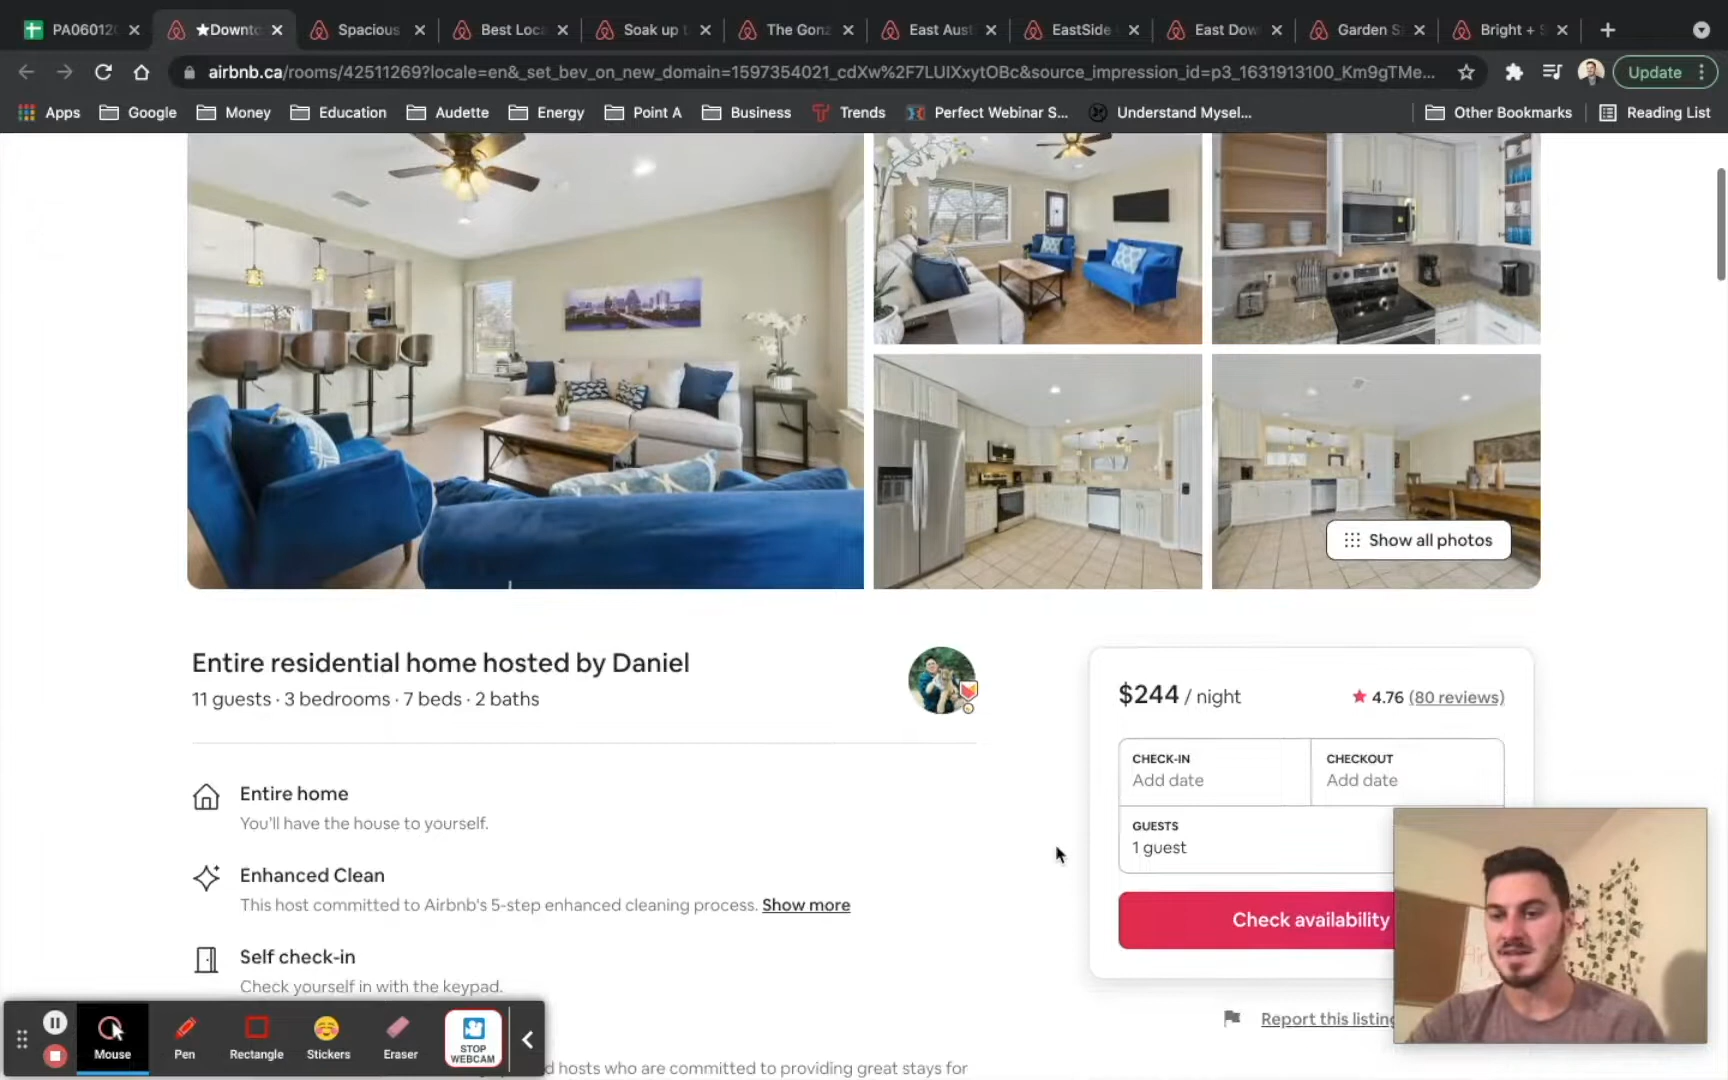 PA06012
★Downto
Spacious
Best Loca
Soak up t
The Gonz
East Aust
EastSide
East Dow
Garden S
Bright + S
airbnb.ca/rooms/42511269?locale=en&_set_bev_on_new_domain=1597354021_cdXw%2F7LUIXxytOBc&source_impression_id=p3_1631913100_Km9gTMe...
Update
Apps
Google
Money
Education
Audette
Energy
Point A
Business
Trends
Perfect Webinar S...
Understand Mysel...
Other Bookmarks
Reading List
Show all photos
Entire residential home hosted by Daniel
11 guests · 3 bedrooms · 7 beds · 2 baths
$244 / night
4.76 (80 reviews)
CHECK-IN
Add date
CHECKOUT
Add date
GUESTS
1 guest
Check availability
Report this listing
Entire home
You'll have the house to yourself.
Enhanced Clean
This host committed to Airbnb's 5-step enhanced cleaning process. Show more
Self check-in
Check yourself in with the keypad.
d hosts who are committed to providing great stays for
Mouse
Pen
Rectangle
Stickers
Eraser
STOP
WEBCAM